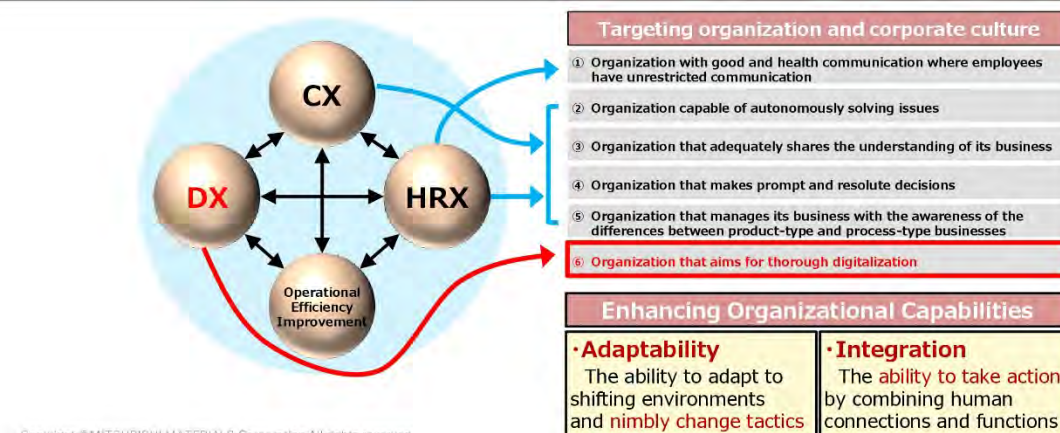 CX
DX
HRX
Operational
Efficiency
Improvement
Targeting organization and corporate culture
① Organization with good and health communication where employees
have unrestricted communication
② Organization capable of autonomously solving issues
③ Organization that adequately shares the understanding of its business
④ Organization that makes prompt and resolute decisions
⑤ Organization that manages its business with the awareness of the
differences between product-type and process-type businesses
⑥ Organization that aims for thorough digitalization
Enhancing Organizational Capabilities
・Adaptability
The ability to adapt to
shifting environments
and nimbly change tactics
・Integration
The ability to take action
by combining human
connections and functions